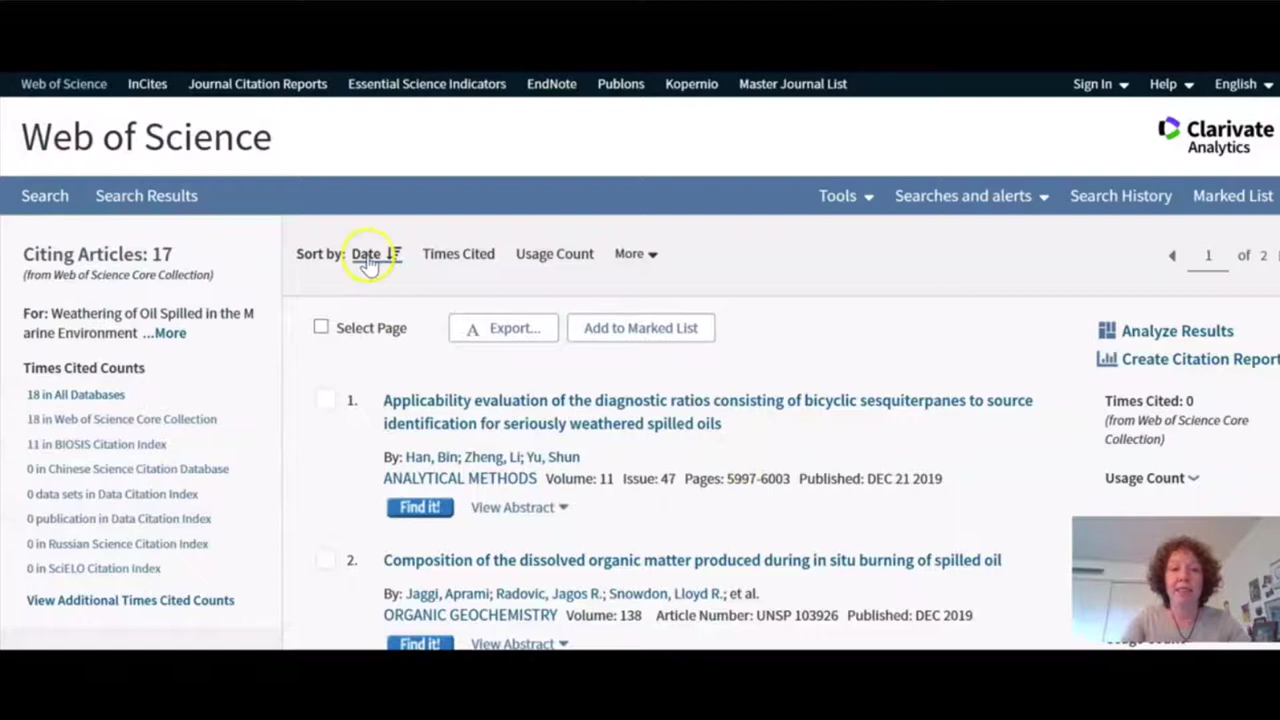 Web of Science InCites Journal Citation Reports Essential Science Indicators EndNote Publons Kopernio Master Journal List Sign In Help English
Web of Science
Clarivate
Analytics
Search Search Results Tools Searches and alerts Search History Marked List
Citing Articles: 17
(from Web of Science Core Collection)
For: Weathering of Oil Spilled in the M
arine Environment ...More
Times Cited Counts
18 in All Databases
18 in Web of Science Core Collection
11 in BIOSIS Citation Index
0 in Chinese Science Citation Database
0 data sets in Data Citation Index
0 publication in Data Citation Index
0 in Russian Science Citation Index
0 in SciELO Citation Index
View Additional Times Cited Counts
Sort by: Date Times Cited Usage Count More
1 of 2
Select Page Export... Add to Marked List
1. Applicability evaluation of the diagnostic ratios consisting of bicyclic sesquiterpanes to source
identification for seriously weathered spilled oils
By: Han, Bin; Zheng, Li; Yu, Shun
ANALYTICAL METHODS Volume: 11 Issue: 47 Pages: 5997-6003 Published: DEC 21 2019
Find it! View Abstract
2. Composition of the dissolved organic matter produced during in situ burning of spilled oil
By: Jaggi, Aprami; Radovic, Jagos R.; Snowdon, Lloyd R.; et al.
ORGANIC GEOCHEMISTRY Volume: 138 Article Number: UNSP 103926 Published: DEC 2019
Find it! View Abstract
Analyze Results
Create Citation Report
Times Cited: 0
(from Web of Science Core
Collection)
Usage Count